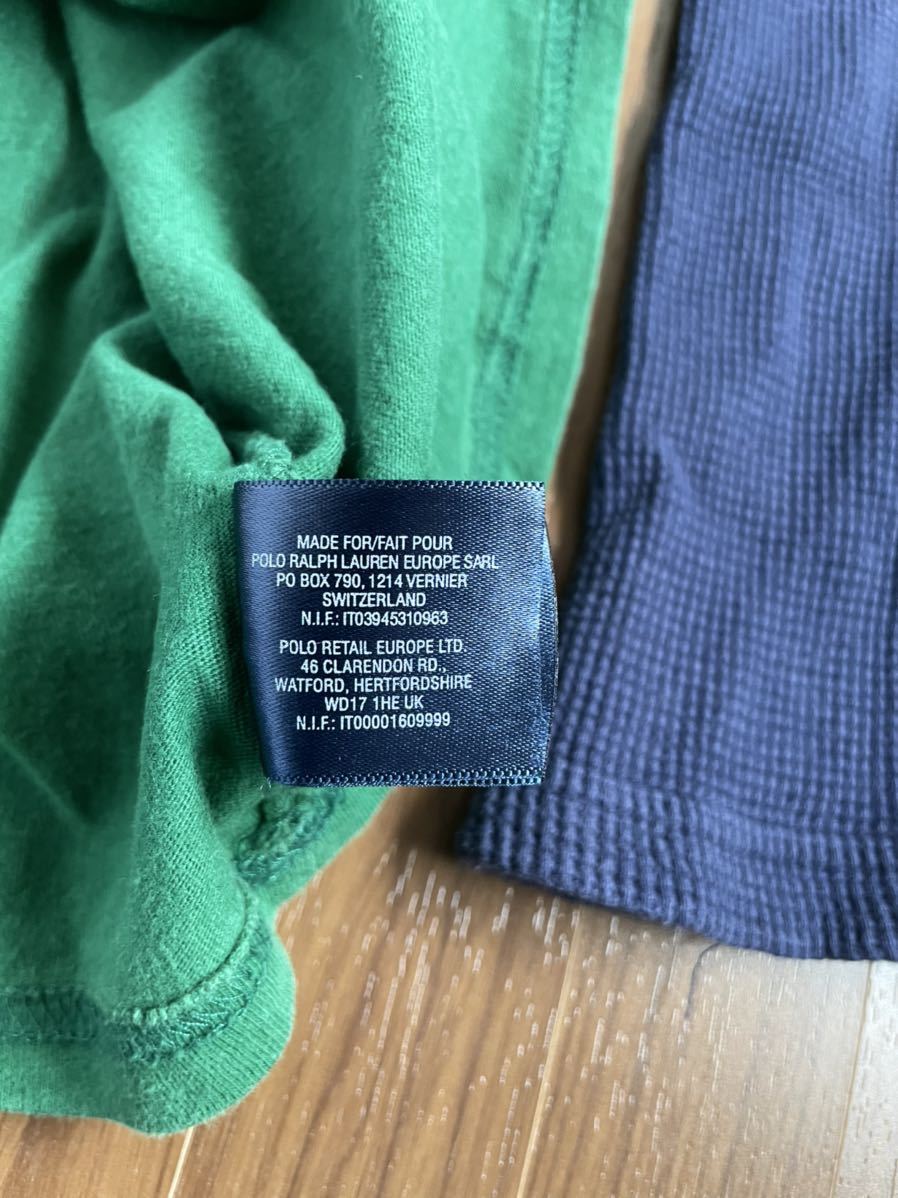 MADE FOR/FAIT POUR
POLO RALPH LAUREN EUROPE SARL
PO BOX 790, 1214 VERNIER
SWITZERLAND
N.I.F.: IT03945310963
POLO RETAIL EUROPE LTD.
46 CLARENDON RD.,
WATFORD, HERTFORDSHIRE
WD17 1HE UK
N.I.F.: IT00001609999